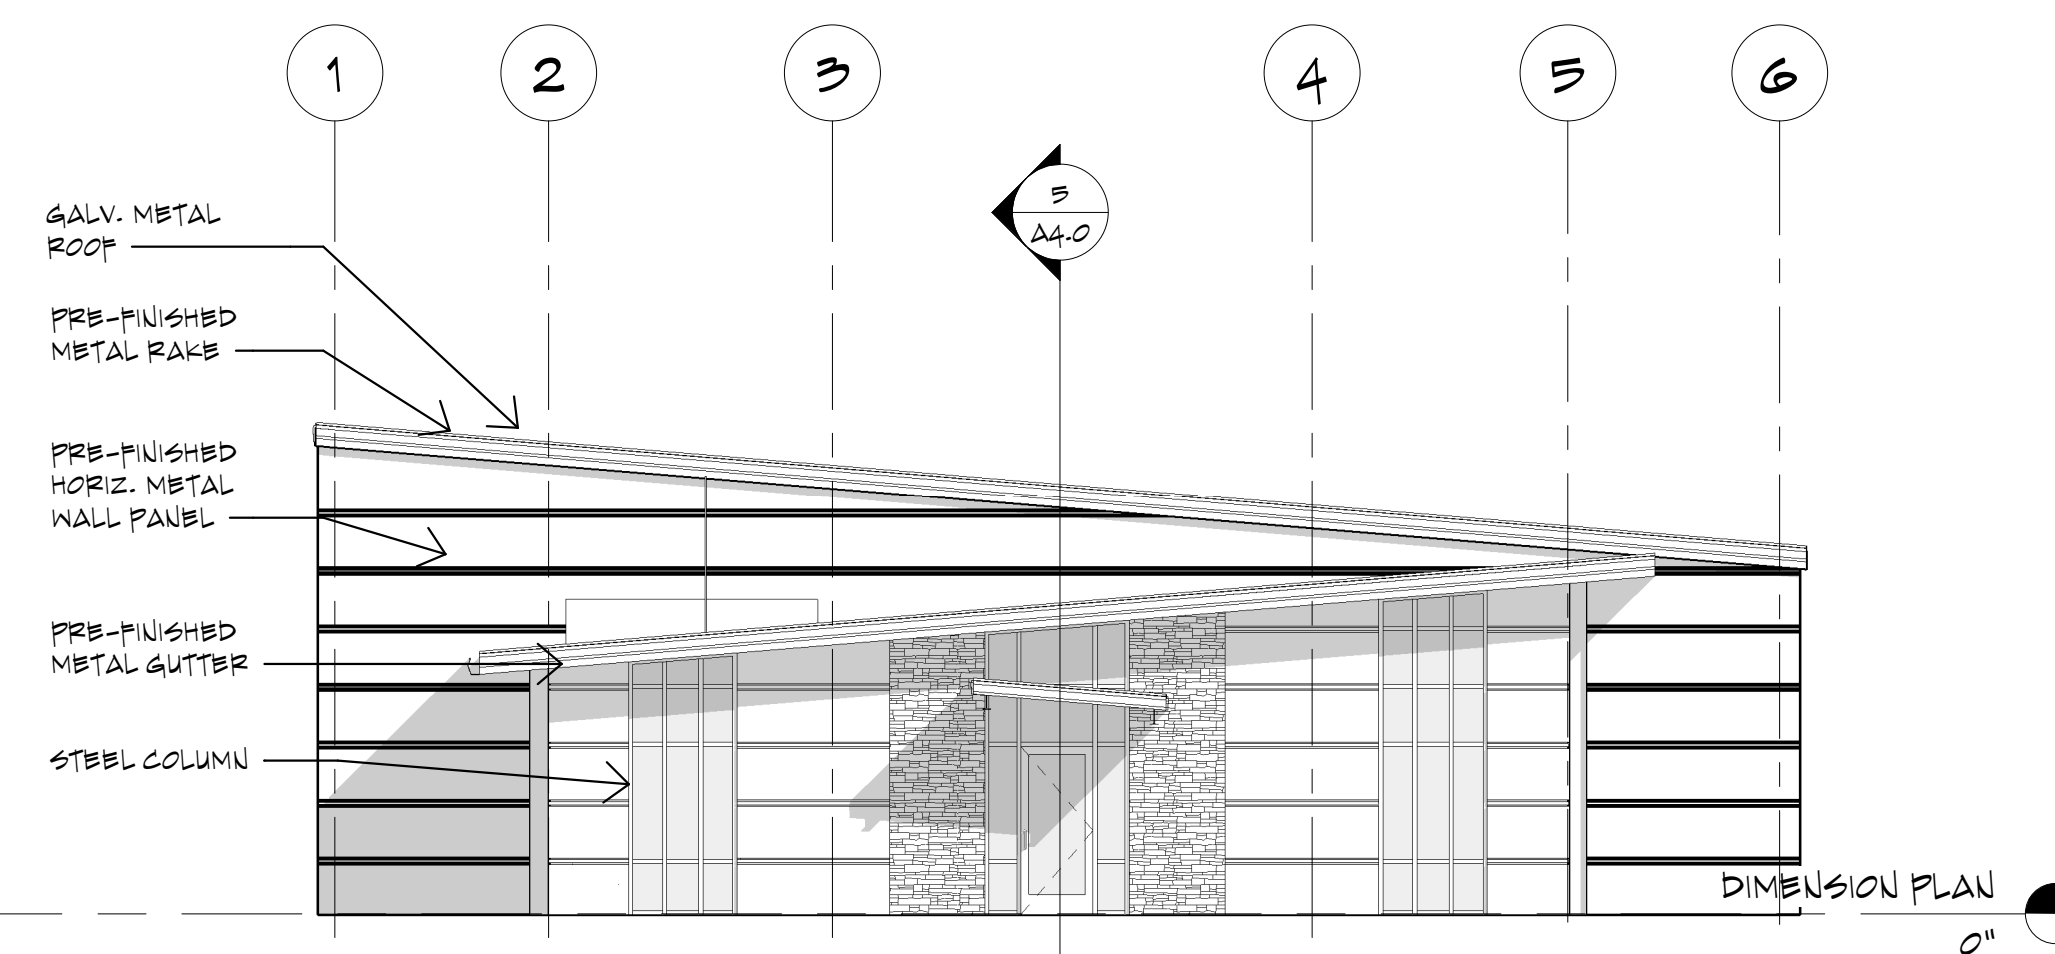 1 2 3 4 5 6
5
A4.0
GALV. METAL
ROOF
PRE-FINISHED
METAL RAKE
PRE-FINISHED
HORIZ. METAL
WALL PANEL
PRE-FINISHED
METAL GUTTER
STEEL COLUMN
DIMENSION PLAN
0"